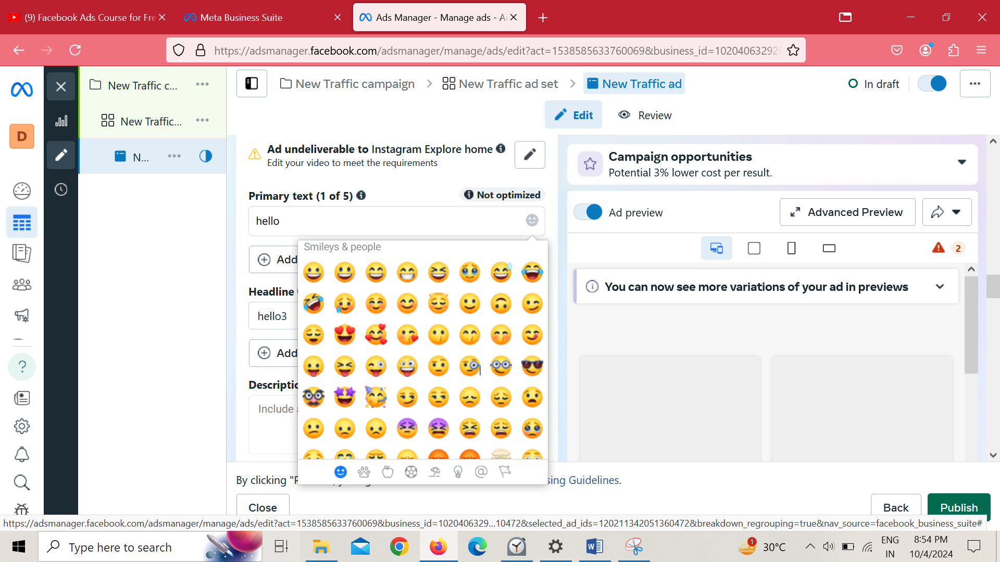 (9) Facebook Ads Course for Fre
Meta Business Suite
Ads Manager - Manage ads - A
https://adsmanager.facebook.com/adsmanager/manage/ads/edit?act=1538585633760069&business_id=10204063292
New Traffic c...
New Traffic campaign
New Traffic ad set
New Traffic ad
In draft
Edit
Review
D
New Traffic...
N...
Ad undeliverable to Instagram Explore home
Edit your video to meet the requirements
Campaign opportunities
Potential 3% lower cost per result.
Primary text (1 of 5)
Not optimized
hello
Ad preview
Advanced Preview
Smileys & people
2
Add
Headline
You can now see more variations of your ad in previews
hello3
Add
Descriptio
Include
By clicking "P
sing Guidelines.
Close
Back
Publish
https://adsmanager.facebook.com/adsmanager/manage/ads/edit?act=1538585633760069&business_id=1020406329...10472&selected_ad_ids=120211342051360472&breakdown_regrouping=true&nav_source=facebook_business_suite#
Type here to search
1
30°C
ENG
IN
8:54 PM
10/4/2024